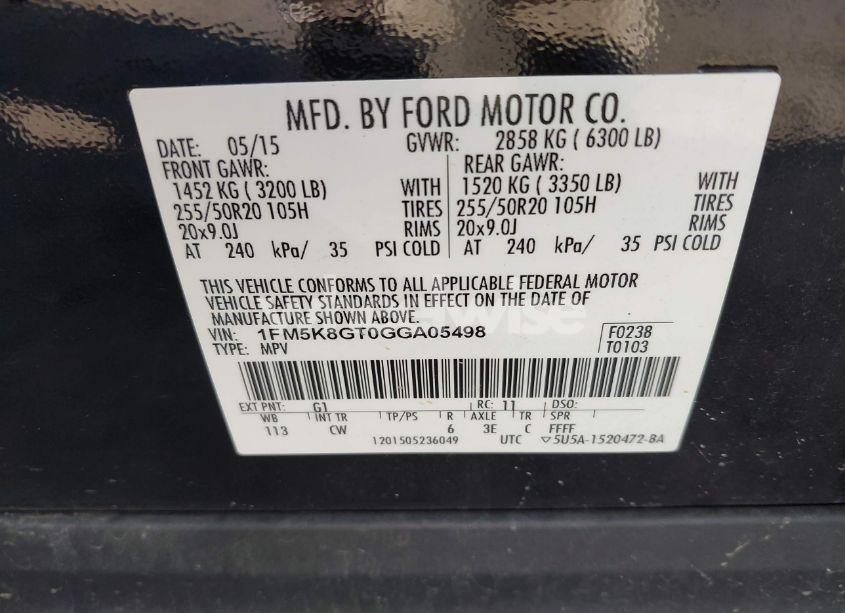 MFD. BY FORD MOTOR CO.
DATE: 05/15 GVWR: 2858 KG ( 6300 LB)
FRONT GAWR: REAR GAWR:
1452 KG ( 3200 LB) WITH 1520 KG ( 3350 LB) WITH
255/50R20 105H TIRES 255/50R20 105H TIRES
20x9.0J RIMS 20x9.0J RIMS
AT 240 kPa/ 35 PSI COLD AT 240 kPa/ 35 PSI COLD
THIS VEHICLE CONFORMS TO ALL APPLICABLE FEDERAL MOTOR
VEHICLE SAFETY STANDARDS IN EFFECT ON THE DATE OF
MANUFACTURE SHOWN ABOVE.
VIN: 1FM5K8GT0GGA05498 F0238
TYPE: MPV T0103
EXT PNT: G1 RC: 11 DSO:
WB INT TR TP/PS R AXLE TR SPR
113 CW 6 3E C FFFF
1201505236049 UTC ▽5U5A-1520472-BA